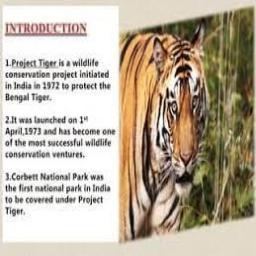 INTRODUCTION
1.Project Tiger is a wildlife
conservation project initiated
in India in 1972 to protect the
Bengal Tiger.
2.It was launched on 1st
April,1973 and has become one
of the most successful wildlife
conservation ventures.
3.Corbett National Park was
the first national park in India
to be covered under Project
Tiger.